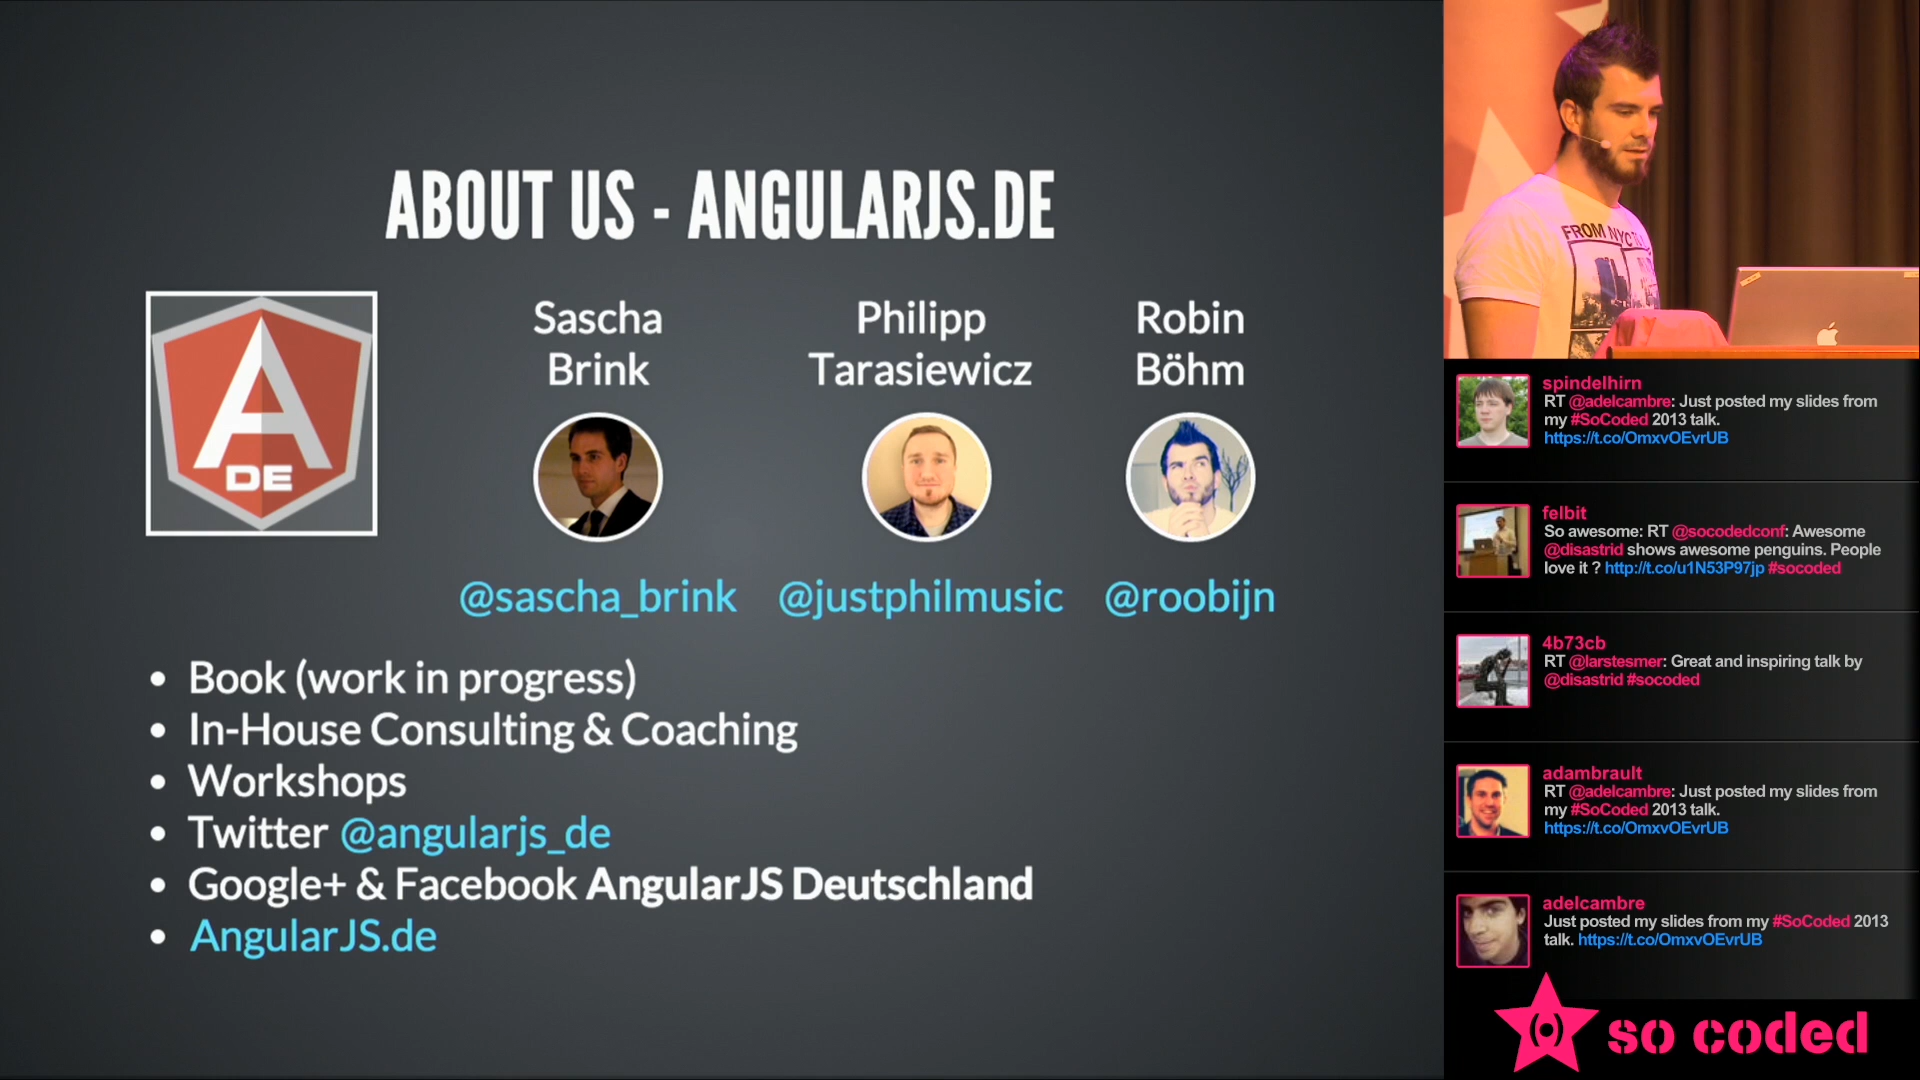 ABOUT US - ANGULARJS.DE
DE
Sascha
Brink
Philipp
Tarasiewicz
Robin
Böhm
@sascha_brink
@justphilmusic
@roobijn
• Book (work in progress)
• In-House Consulting & Coaching
• Workshops
• Twitter @angularjs_de
• Google+ & Facebook AngularJS Deutschland
• AngularJS.de
FROM NYC
spindelhirn
RT @adelcambre: Just posted my slides from
my #SoCoded 2013 talk.
https://t.co/OmxvOEvrUB
felbit
So awesome: RT @socodedconf: Awesome
@disastrid shows awesome penguins. People
love it ? http://t.co/u1N53P97jp #socoded
4b73cb
RT @larstesmer: Great and inspiring talk by
@disastrid #socoded
adambrault
RT @adelcambre: Just posted my slides from
my #SoCoded 2013 talk.
https://t.co/OmxvOEvrUB
adelcambre
Just posted my slides from my #SoCoded 2013
talk. https://t.co/OmxvOEvrUB
so coded